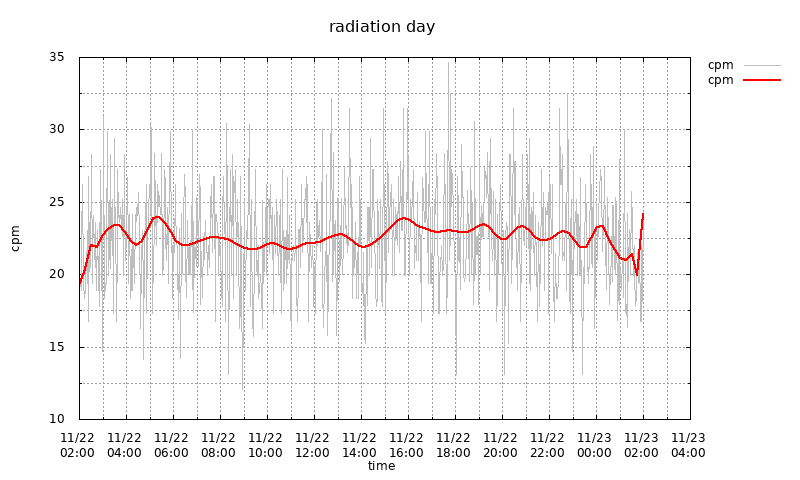 radiation day
cpm
cpm
35
30
25
20
15
10
cpm
11/22 11/22 11/22 11/22 11/22 11/22 11/22 11/22 11/22 11/22 11/22 11/23 11/23 11/23
02:00 04:00 06:00 08:00 10:00 12:00 14:00 16:00 18:00 20:00 22:00 00:00 02:00 04:00
time